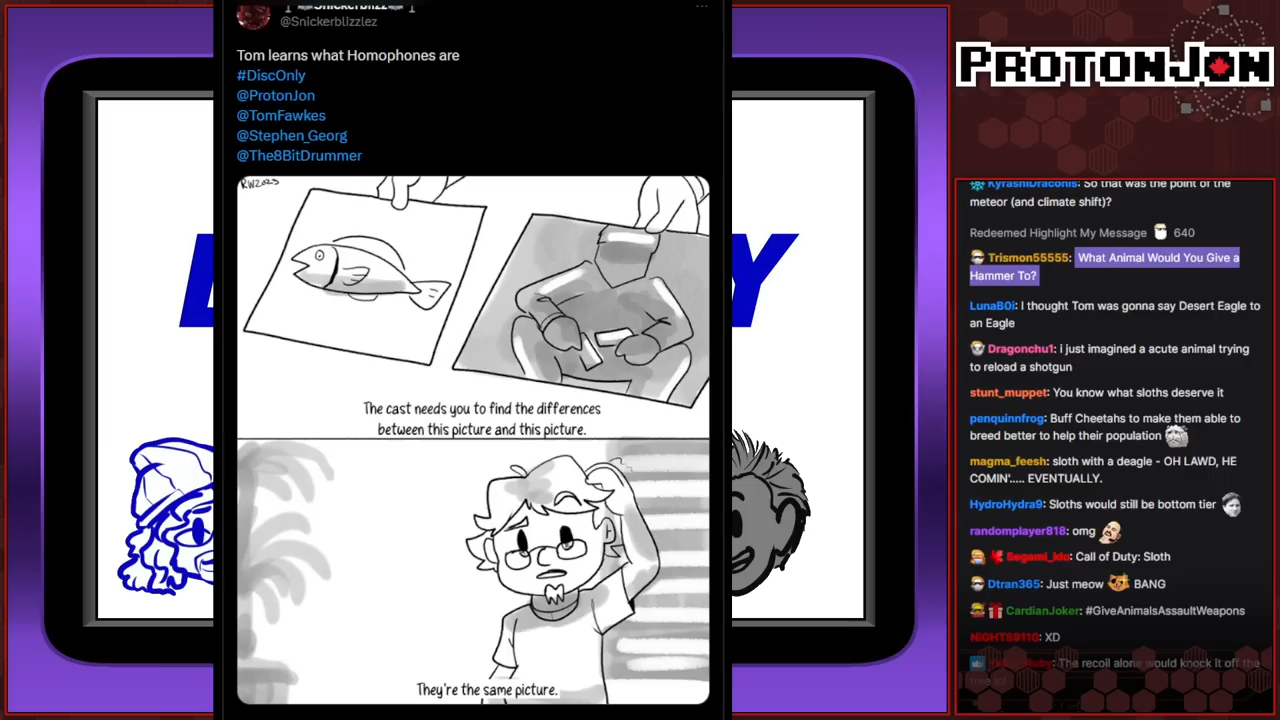 @Snickerblizzlez
Tom learns what Homophones are
#DiscOnly
@ProtonJon
@TomFawkes
@Stephen_Georg
@The8BitDrummer
RW2023
The cast needs you to find the differences
between this picture and this picture.
They're the same picture.
PROTONJON
KyrashiDraconis: So that was the point of the
meteor (and climate shift)?
Redeemed Highlight My Message 640
Trismon55555: What Animal Would You Give a
Hammer To?
LunaB0i: I thought Tom was gonna say Desert Eagle to
an Eagle
Dragonchu1: i just imagined a acute animal trying
to reload a shotgun
stunt_muppet: You know what sloths deserve it
penquinnfrog: Buff Cheetahs to make them able to
breed better to help their population
magma_feesh: sloth with a deagle - OH LAWD, HE
COMIN'..... EVENTUALLY.
HydroHydra9: Sloths would still be bottom tier
randomplayer818: omg
Segami_kio: Call of Duty: Sloth
Dtran365: Just meow BANG
CardianJoker: #GiveAnimalsAssaultWeapons
NIGHTS9110: XD
The recoil alone would knock it off the
tree lol